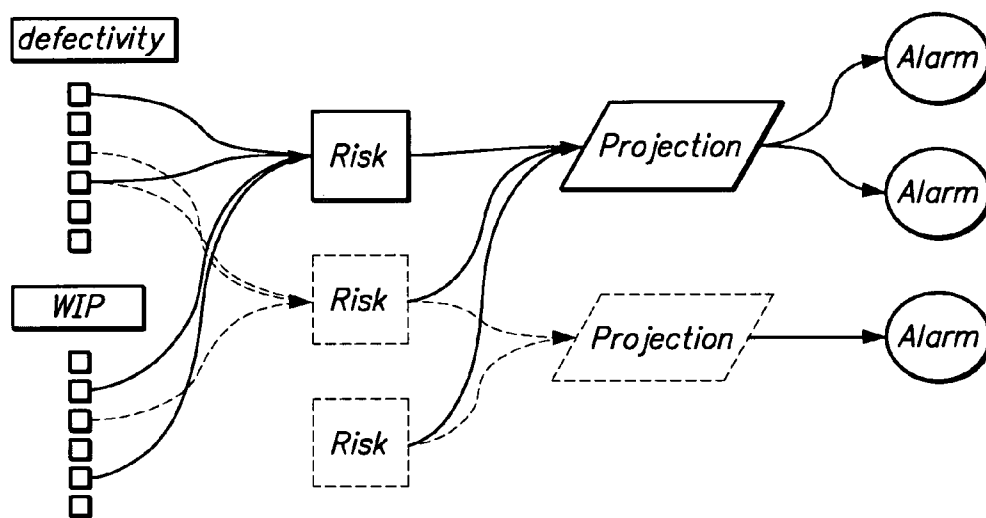 defectivity
WIP
Risk
Risk
Risk
Projection
Projection
Alarm
Alarm
Alarm